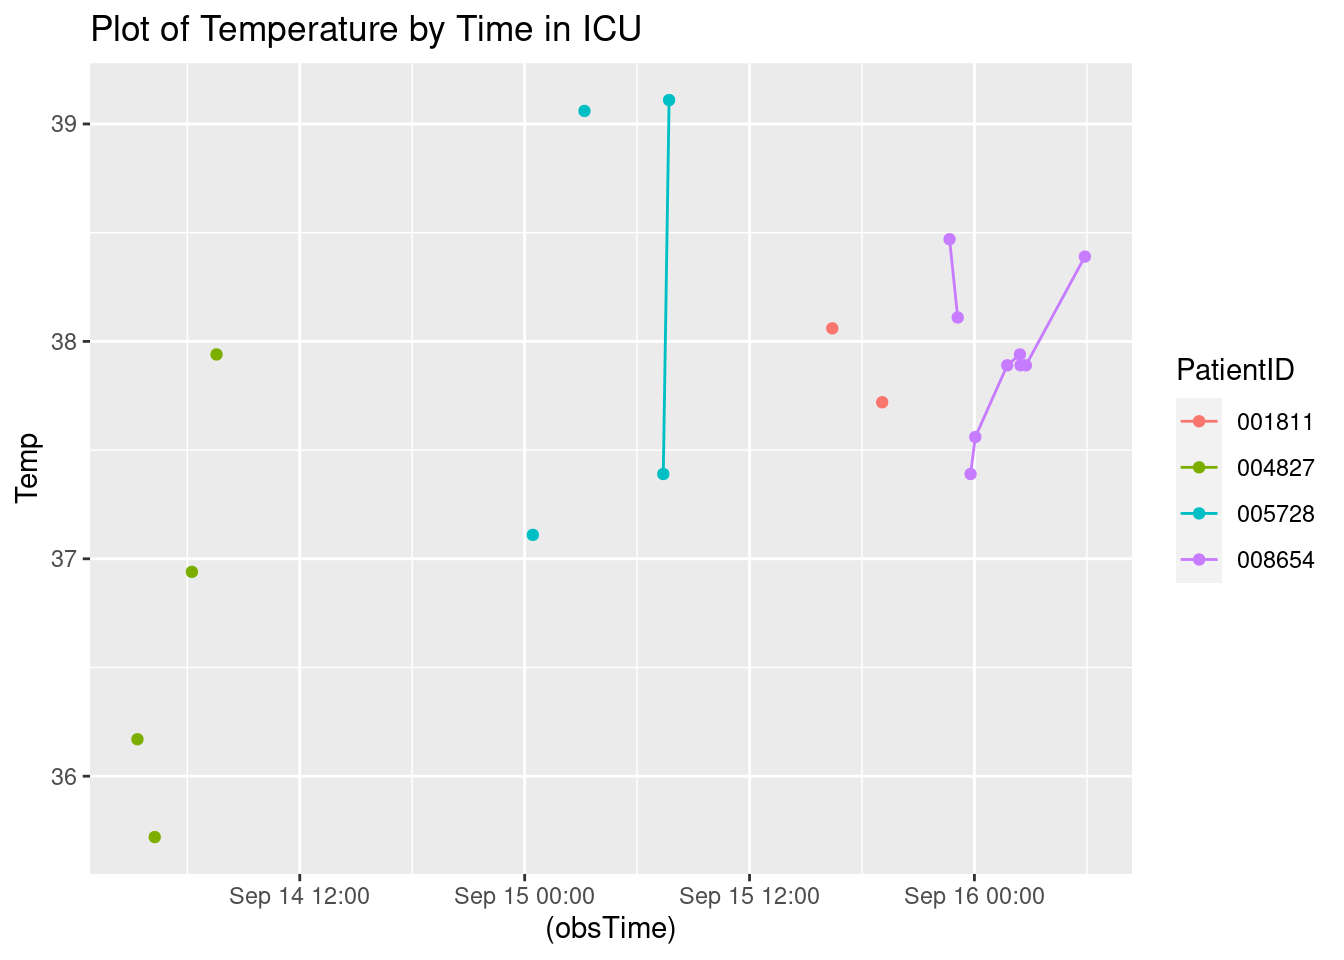 Plot of Temperature by Time in ICU
39
38
37
36
Temp
Sep 14 12:00 Sep 15 00:00 Sep 15 12:00 Sep 16 00:00
(obsTime)
PatientID
001811
004827
005728
008654